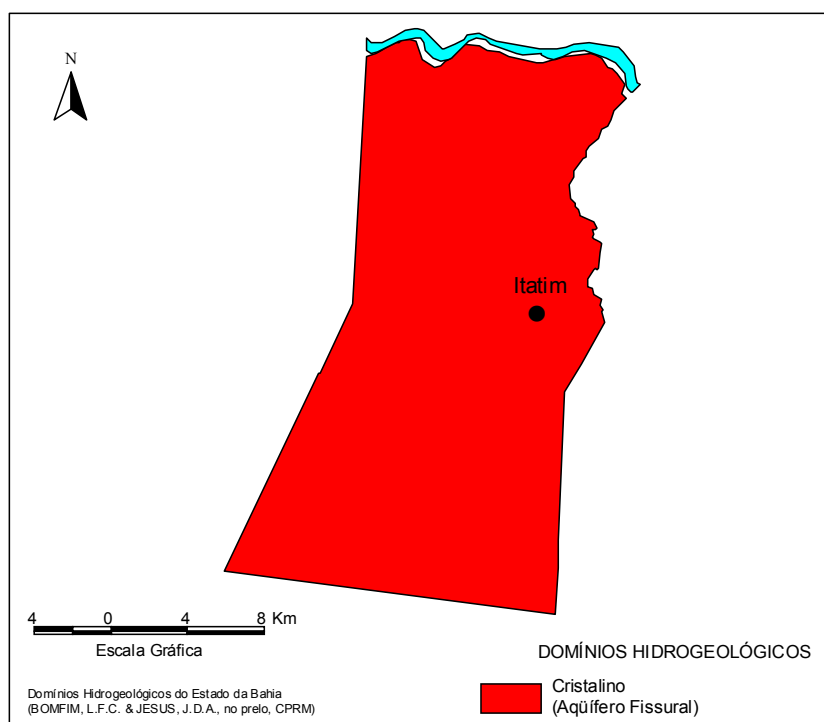 N
Itatim
4 0 4 8 Km
Escala Gráfica
DOMÍNIOS HIDROGEOLÓGICOS
Cristalino
(Aqüífero Fissural)
Domínios Hidrogeológicos do Estado da Bahia
(BOMFIM, L.F.C. & JESUS, J.D.A., no prelo, CPRM)